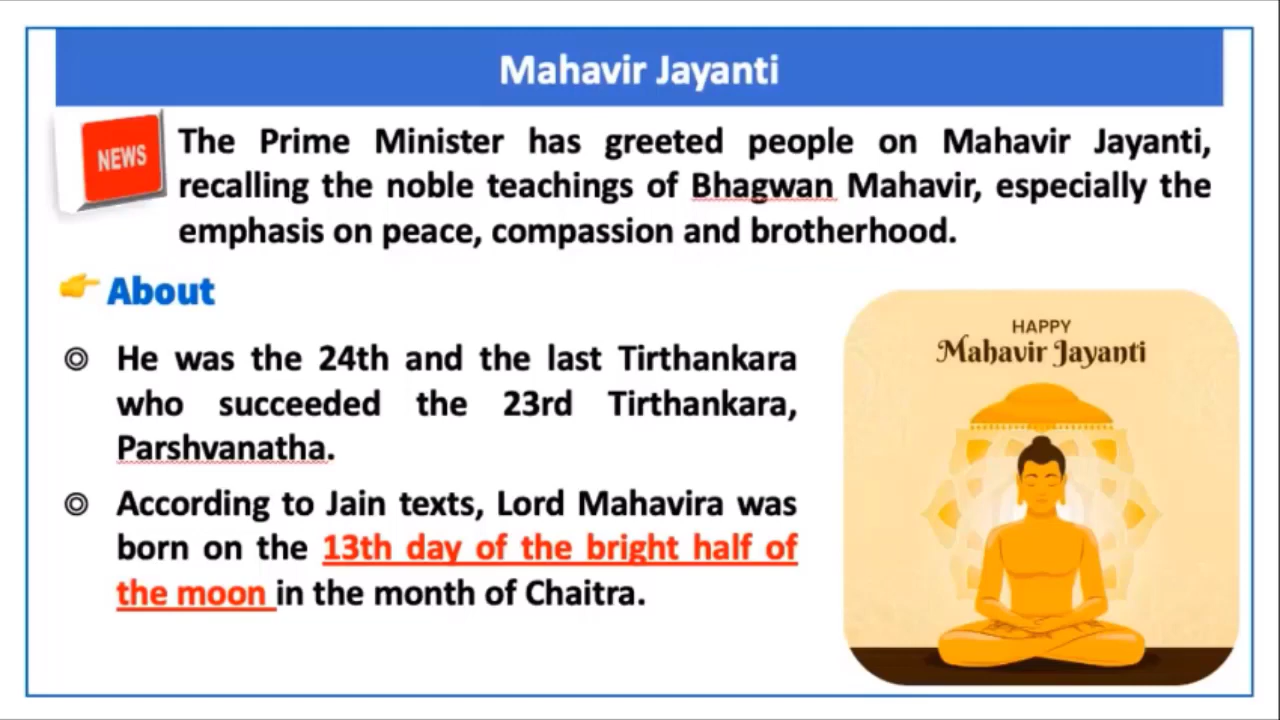 Mahavir Jayanti
NEWS
The Prime Minister has greeted people on Mahavir Jayanti,
recalling the noble teachings of Bhagwan Mahavir, especially the
emphasis on peace, compassion and brotherhood.
About
He was the 24th and the last Tirthankara
who succeeded the 23rd Tirthankara,
Parshvanatha.
According to Jain texts, Lord Mahavira was
born on the 13th day of the bright half of
the moon in the month of Chaitra.
HAPPY
Mahavir Jayanti